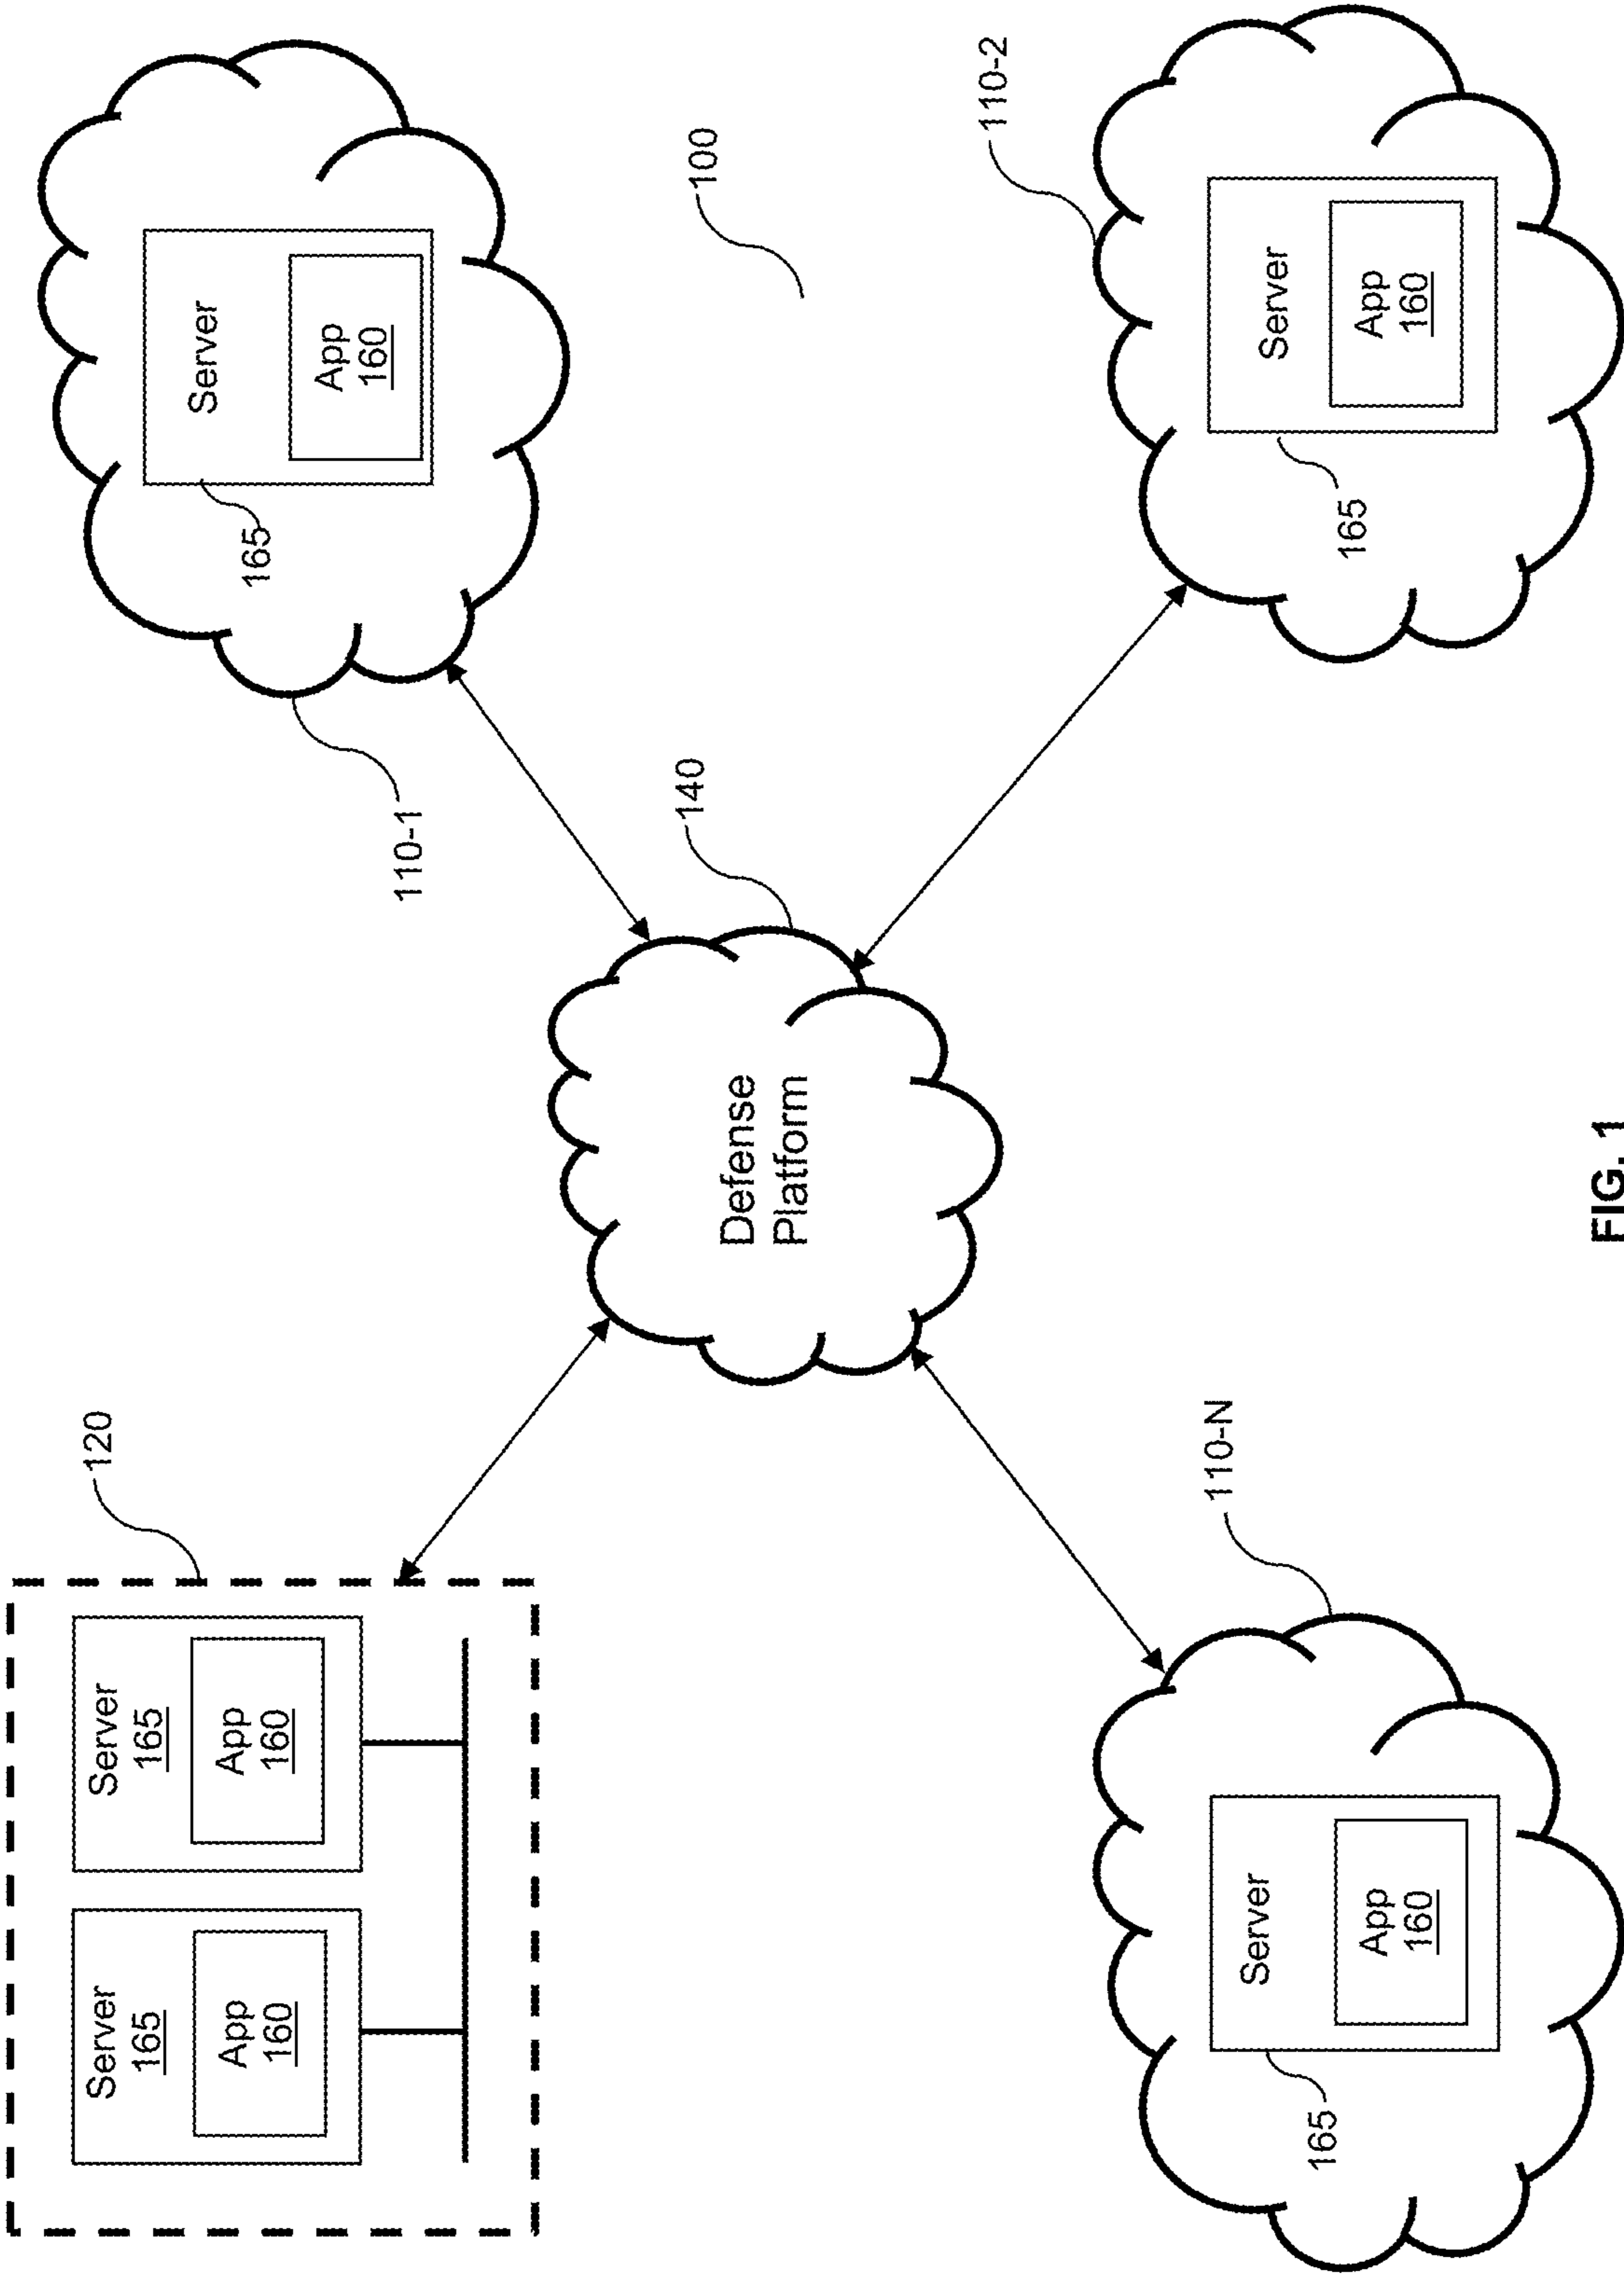 Server
165
App
160
Server
165
App
160
120
Server
165
App
160
110-1
140
100
Defense
Platform
110-N
Server
165
App
160
110-2
Server
165
App
160
FIG. 1